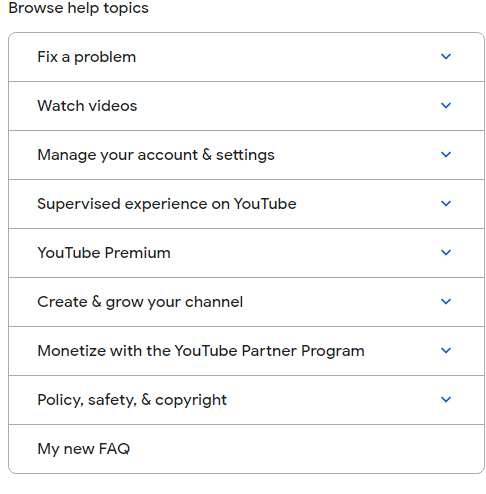 Browse help topics
Fix a problem
Watch videos
Manage your account & settings
Supervised experience on YouTube
YouTube Premium
Create & grow your channel
Monetize with the YouTube Partner Program
Policy, safety, & copyright
My new FAQ